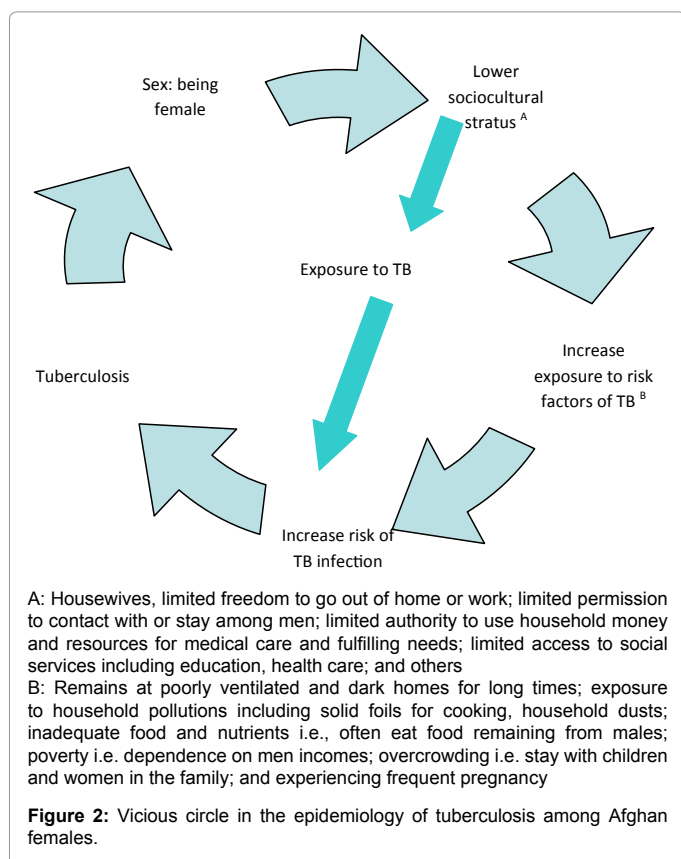 Sex: being
female
Lower
sociocultural
stratus A
Exposure to TB
Increase
exposure to risk
factors of TB B
Tuberculosis
Increase risk of
TB infection
A: Housewives, limited freedom to go out of home or work; limited permission
to contact with or stay among men; limited authority to use household money
and resources for medical care and fulfilling needs; limited access to social
services including education, health care; and others
B: Remains at poorly ventilated and dark homes for long times; exposure
to household pollutions including solid foils for cooking, household dusts;
inadequate food and nutrients i.e., often eat food remaining from males;
poverty i.e. dependence on men incomes; overcrowding i.e. stay with children
and women in the family; and experiencing frequent pregnancy
Figure 2: Vicious circle in the epidemiology of tuberculosis among Afghan
females.